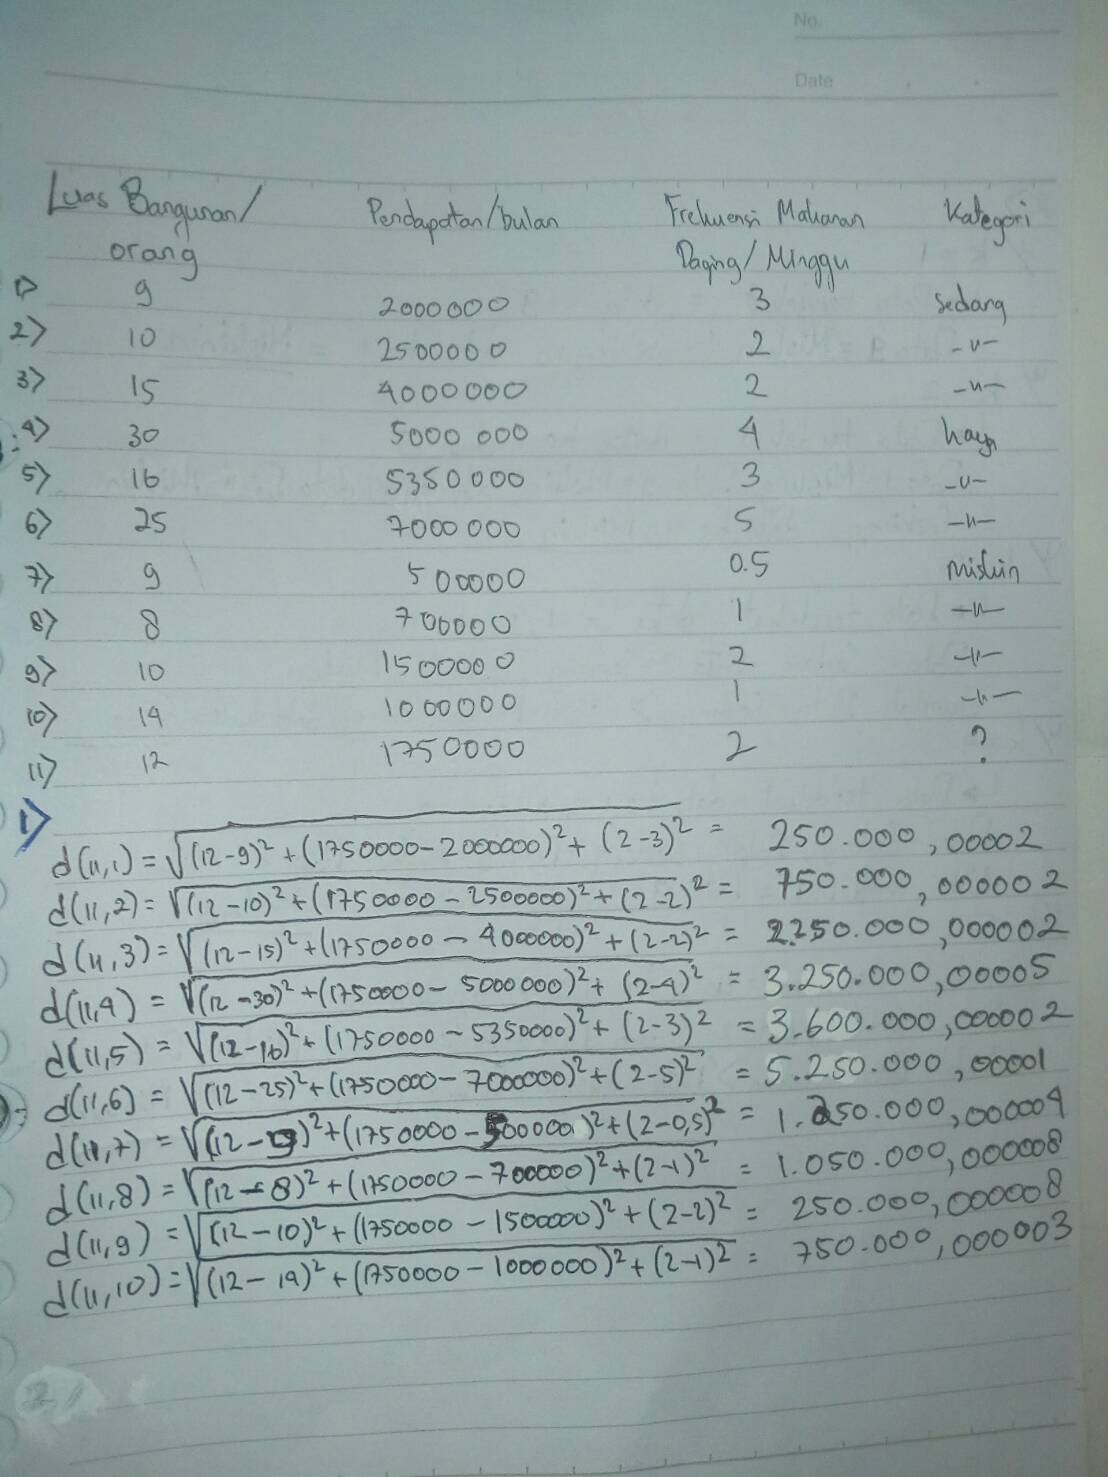 No.
Date
Luas Bangunan/orang Pendapatan/bulan Frekuensi Makanan Daging/Minggu Kategori
1) 9 2000000 3 sedang
2) 10 2500000 2 -u-
3) 15 4000000 2 -u-
4) 30 5000 000 4 kaya
5) 16 5350000 3 -u-
6) 25 7000 000 5 -u-
7) 9 500000 0.5 miskin
8) 8 700000 1 -u-
9) 10 1500000 2 -u-
10) 14 1000000 1 -u-
11) 12 1750000 2 ?
1)
d(11,1) = √(12-9)² + (1750000-2000000)² + (2-3)² = 250.000,00002
d(11,2) = √(12-10)² + (1750000-2500000)² + (2-2)² = 750.000,000002
d(11,3) = √(12-15)² + (1750000-4000000)² + (2-2)² = 2.250.000,000002
d(11,4) = √(12-30)² + (1750000-5000000)² + (2-4)² = 3.250.000,00005
d(11,5) = √(12-16)² + (1750000-5350000)² + (2-3)² = 3.600.000,000002
d(11,6) = √(12-25)² + (1750000-7000000)² + (2-5)² = 5.250.000,00001
d(11,7) = √(12-9)² + (1750000-500000)² + (2-0,5)² = 1.250.000,000004
d(11,8) = √(12-8)² + (1750000-700000)² + (2-1)² = 1.050.000,000008
d(11,9) = √(12-10)² + (1750000-1500000)² + (2-2)² = 250.000,000008
d(11,10) = √(12-14)² + (1750000-1000000)² + (2-1)² = 750.000,000003